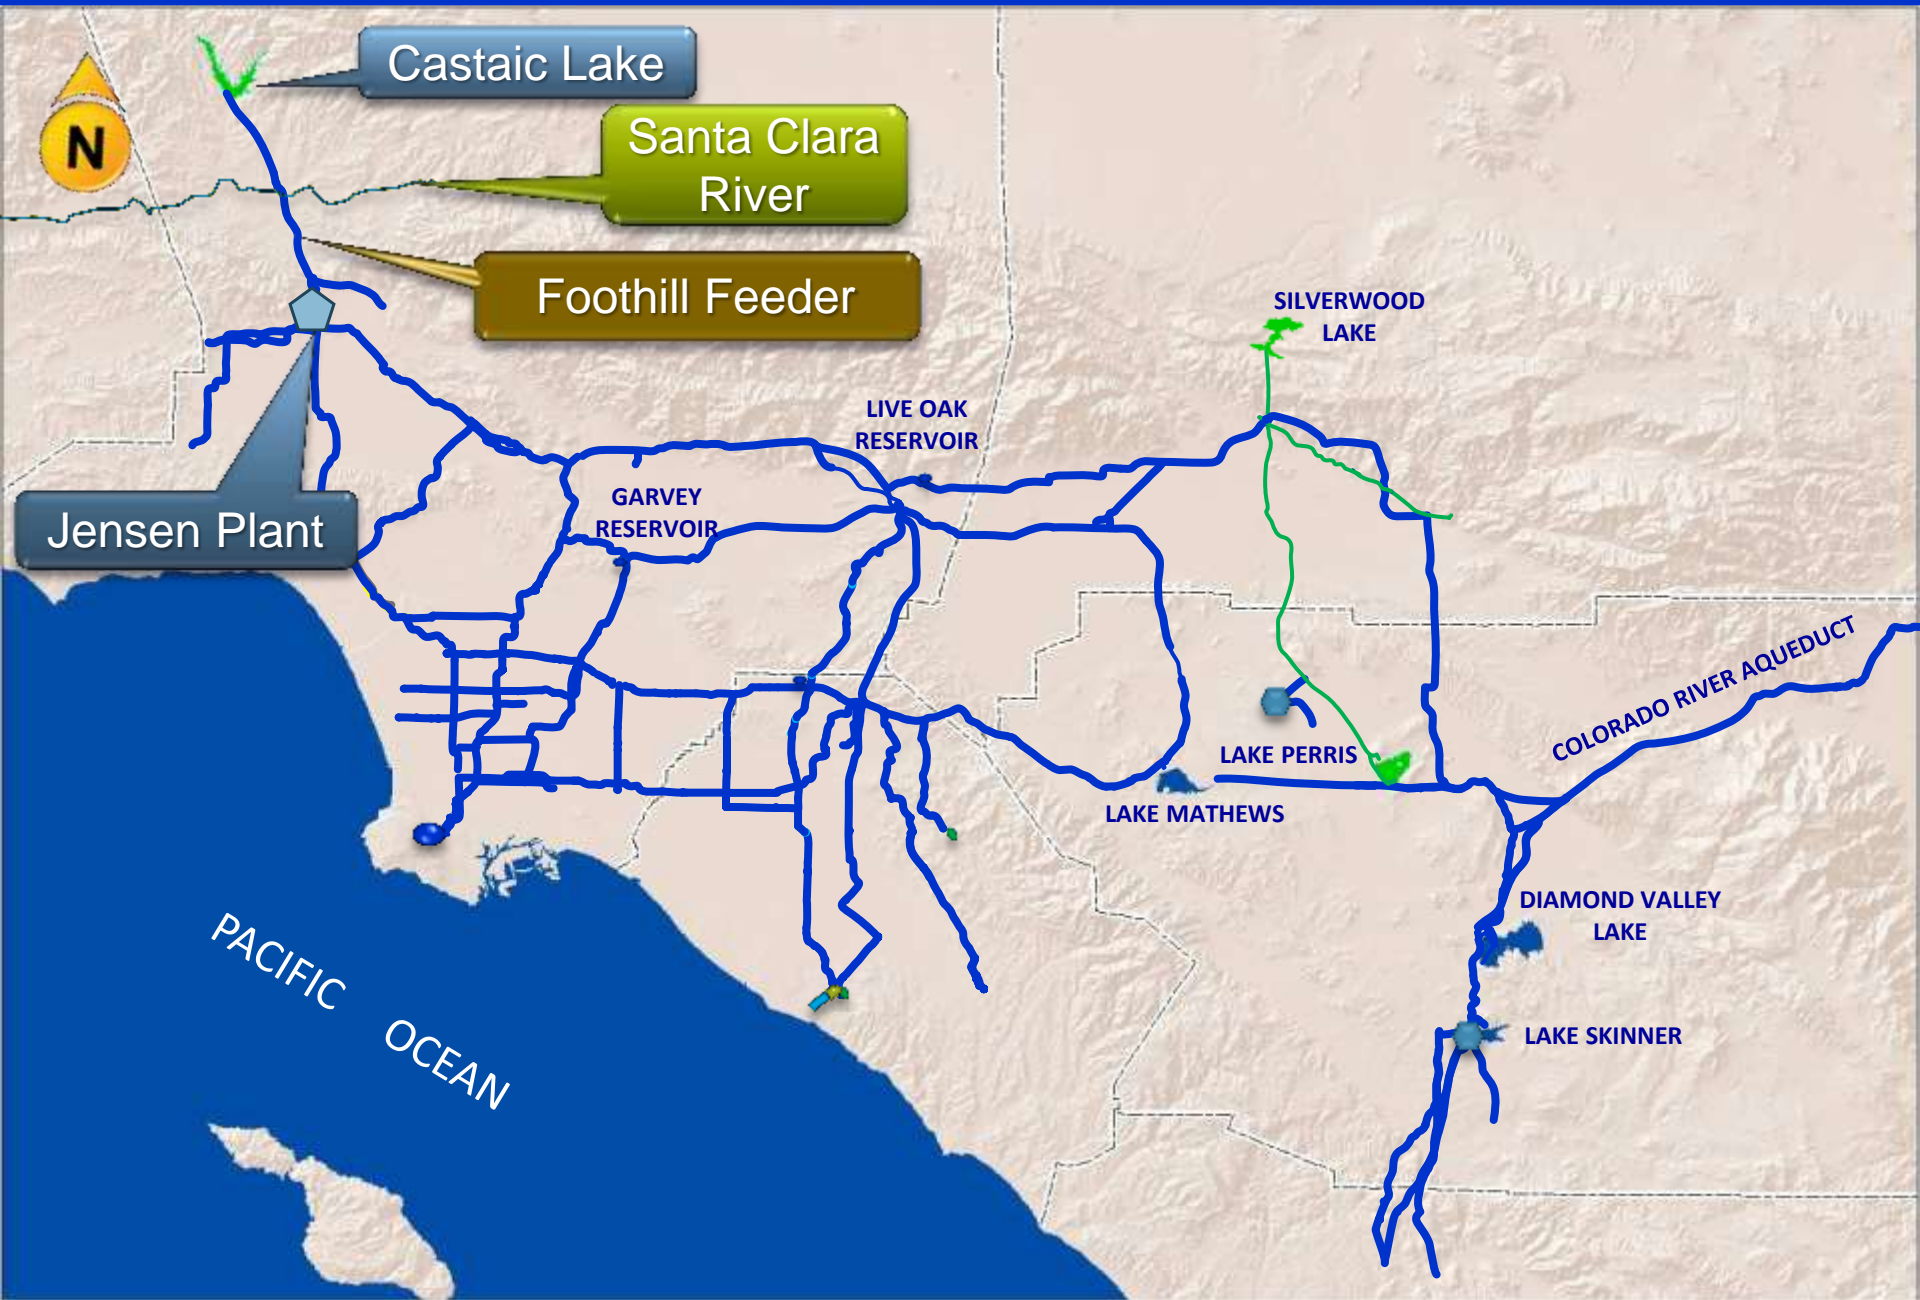 Castaic Lake
N
Santa Clara
River
Foothill Feeder
SILVERWOOD
LAKE
LIVE OAK
RESERVOIR
GARVEY
RESERVOIR
Jensen Plant
COLORADO RIVER AQUEDUCT
LAKE PERRIS
LAKE MATHEWS
DIAMOND VALLEY
LAKE
PACIFIC
OCEAN
LAKE SKINNER